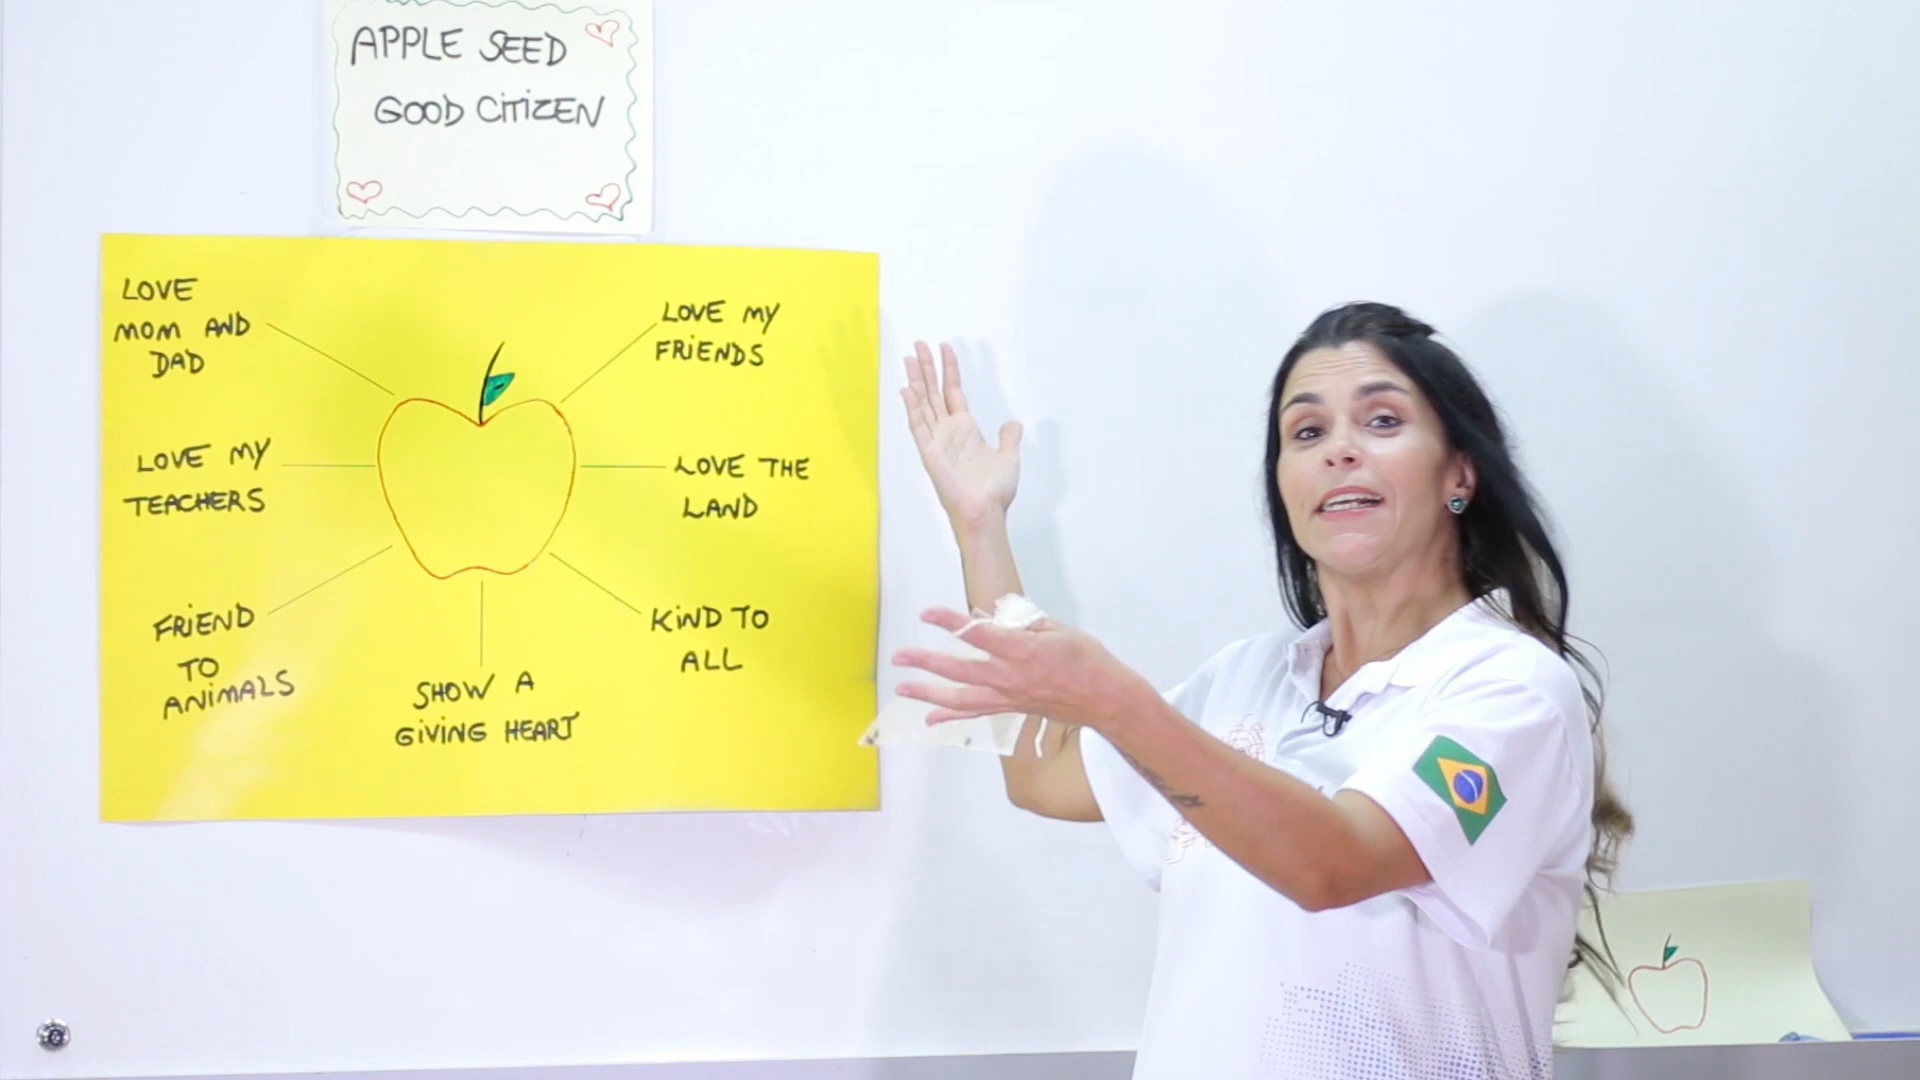 APPLE SEED
GOOD CITIZEN
LOVE
MOM AND
DAD
LOVE MY
FRIENDS
LOVE MY
TEACHERS
LOVE THE
LAND
FRIEND
TO
ANIMALS
SHOW A
GIVING HEART
KIND TO
ALL